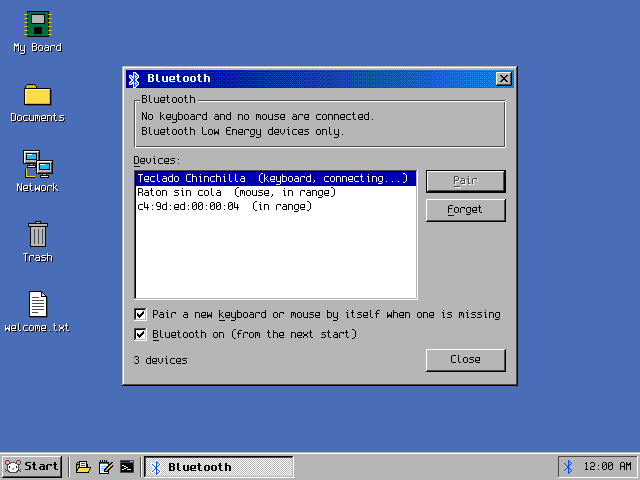 My Board
Documents
Network
Trash
welcome.txt
Bluetooth
Bluetooth
No keyboard and no mouse are connected.
Bluetooth Low Energy devices only.
Devices:
Teclado Chinchilla (keyboard, connecting...)
Raton sin cola (mouse, in range)
c4:9d:ed:00:00:04 (in range)
Pair
Forget
Pair a new keyboard or mouse by itself when one is missing
Bluetooth on (from the next start)
3 devices
Close
Start
Bluetooth
12:00 AM